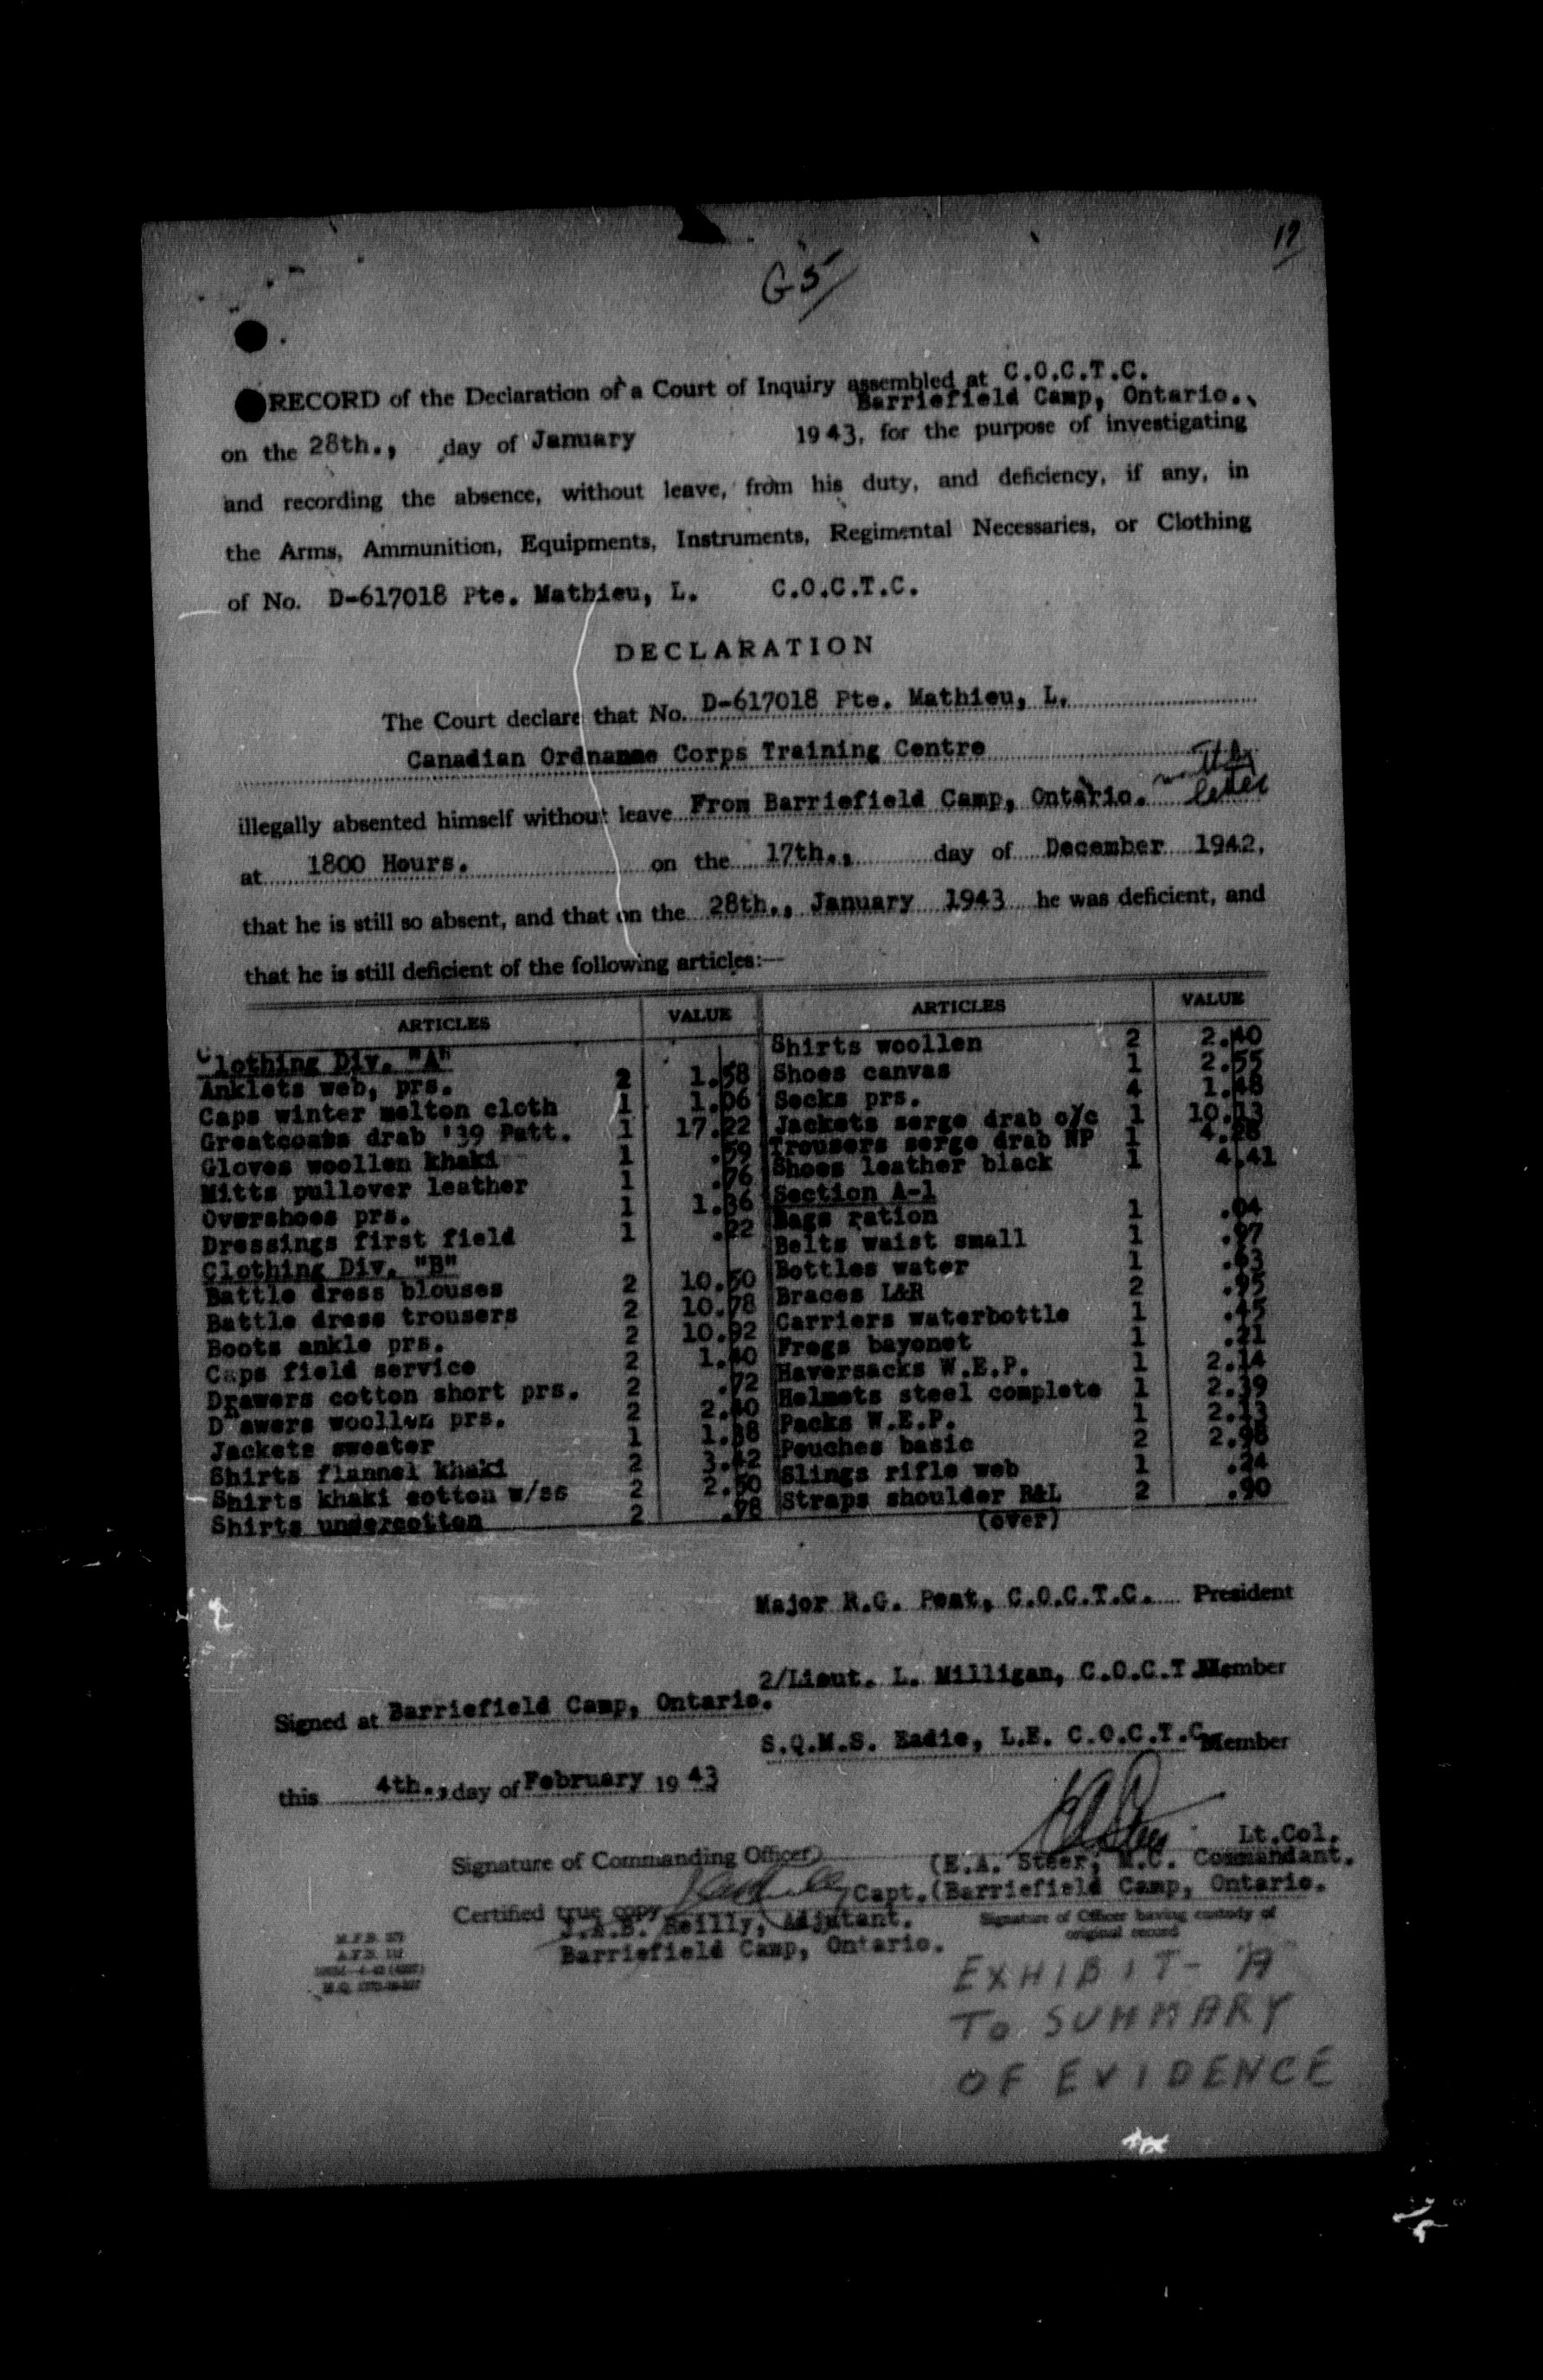 19
G5
RECORD of the Declaration of a Court of Inquiry assembled at C.O.C.T.C.
Barriefield Camp, Ontario.,
on the 28th., day of January 1943, for the purpose of investigating
and recording the absence, without leave, from his duty, and deficiency, if any, in
the Arms, Ammunition, Equipments, Instruments, Regimental Necessaries, or Clothing
of No. D-617018 Pte. Mathieu, L. C.O.C.T.C.
DECLARATION
The Court declare that No. D-617018 Pte. Mathieu, L.
Canadian Ordnamme Corps Training Centre
illegally absented himself without leave From Barriefield Camp, Ontario. letter
at 1800 Hours. on the 17th., day of December 1942,
that he is still so absent, and that on the 28th., January 1943 he was deficient, and
that he is still deficient of the following articles:—
ARTICLES VALUE
Clothing Div. "A"
Anklets web, prs. 2 1.58
Caps winter melton cloth 1 1.06
Greatcoats drab '39 Patt. 1 17.22
Gloves woollen khaki 1 .59
Mitts pullover leather 1 .76
Overshoes prs. 1 1.36
Dressings first field 1 .22
Clothing Div. "B"
Battle dress blouses 2 10.50
Battle dress trousers 2 10.78
Boots ankle prs. 2 10.92
Caps field service 2 1.40
Drawers cotton short prs. 2 .72
Drawers woollen prs. 2 2.40
Jackets sweater 1 1.38
Shirts flannel khaki 2 3.42
Shirts khaki cotton w/ss 2 2.50
Shirts undercotton 2 .78
ARTICLES VALUE
Shirts woollen 2 2.40
Shoes canvas 1 2.55
Socks prs. 4 1.48
Jackets serge drab o/c 1 10.13
Trousers serge drab NP 1 4.28
Shoes leather black 1 4.41
Section A-1
Bags ration 1 .04
Belts waist small 1 .97
Bottles water 1 .63
Braces L&R 2 .95
Carriers waterbottle 1 .45
Frogs bayonet 1 .21
Haversacks W.E.P. 1 2.14
Helmets steel complete 1 2.39
Packs W.E.P. 1 2.13
Pouches basic 2 2.98
Slings rifle web 1 .24
Straps shoulder R&L 2 .90
(over)
Major R.G. Peat, C.O.C.T.C. President
2/Lieut. L. Milligan, C.O.C.T. Member
Signed at Barriefield Camp, Ontario.
S.Q.M.S. Eadie, L.E. C.O.C.T.C. Member
this 4th., day of February 1943
Lt.Col.
Signature of Commanding Officer (E.A. Steer, M.C. Commandant.
Capt. (Barriefield Camp, Ontario.
Certified true copy
J.A.B. Reilly, Adjutant.
Signature of Officer having custody of
original record
Barriefield Camp, Ontario.
EXHIBIT - "A
TO SUMMARY
OF EVIDENCE